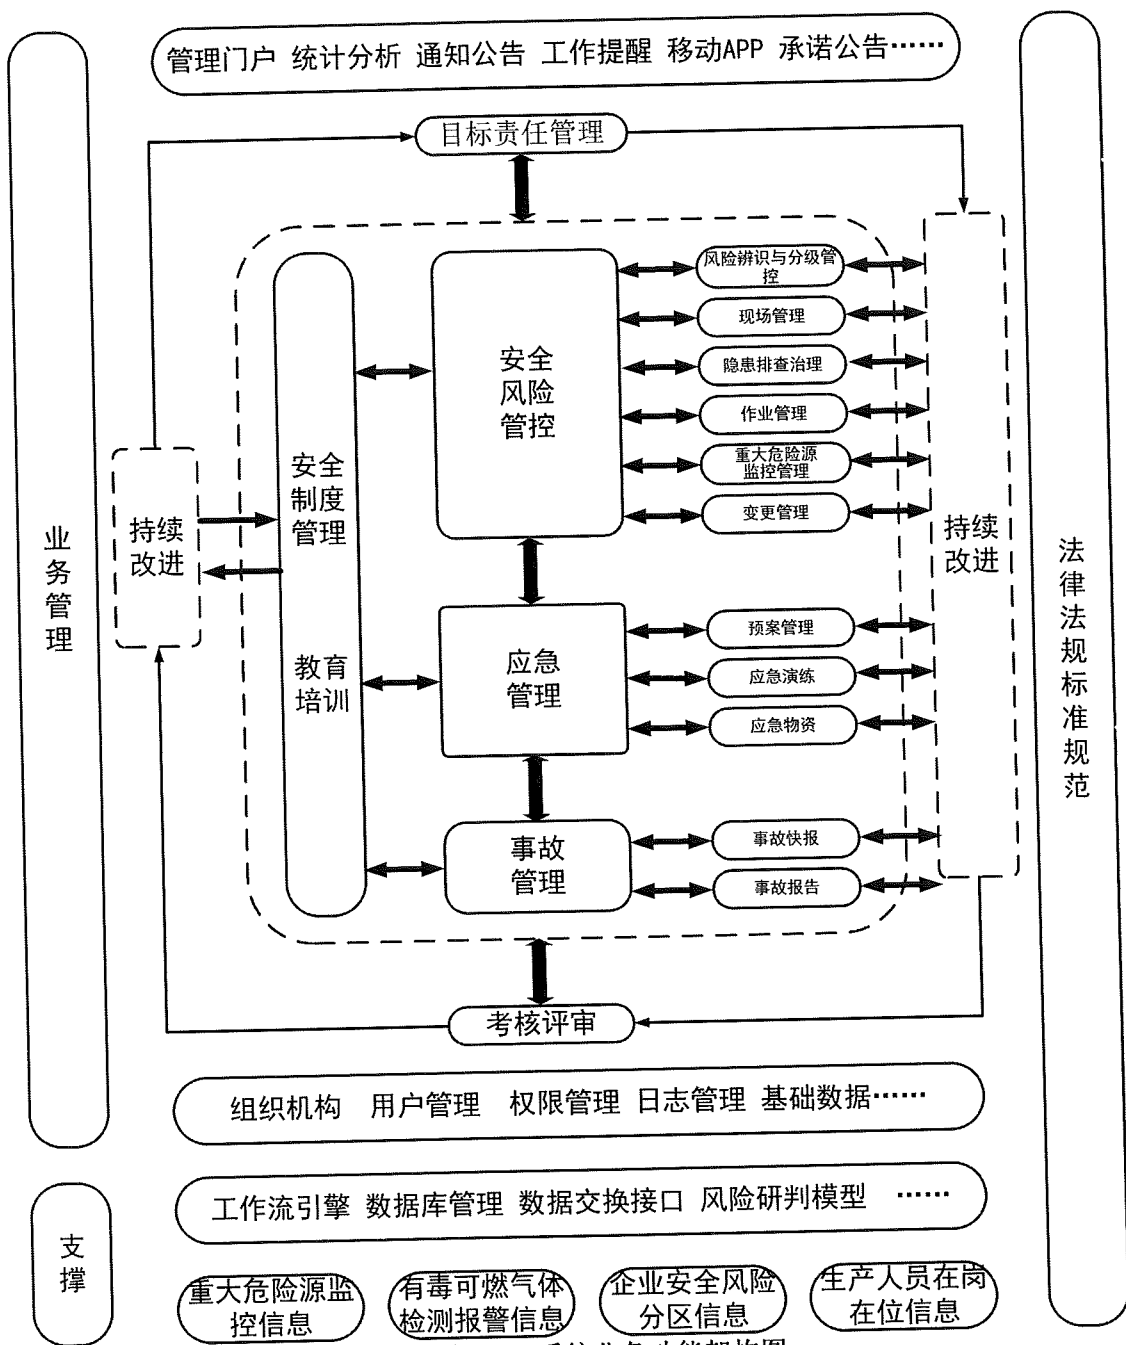 管理门户 统计分析 通知公告 工作提醒 移动APP 承诺公告……
目标责任管理
业务管理
持续
改进
安全
制度
管理
教育
培训
安全
风险
管控
风险辨识与分级管
控
现场管理
隐患排查治理
作业管理
重大危险源
监控管理
变更管理
应急
管理
预案管理
应急演练
应急物资
事故
管理
事故快报
事故报告
持续
改进
法律法规标准规范
考核评审
组织机构 用户管理 权限管理 日志管理 基础数据……
支撑
工作流引擎 数据库管理 数据交换接口 风险研判模型 ……
重大危险源监
控信息
有毒可燃气体
检测报警信息
企业安全风险
分区信息
生产人员在岗
在位信息